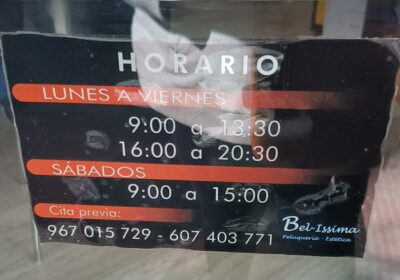 HORARIO
LUNES A VIERNES
9:00 a 13:30
16:00 a 20:30
SÁBADOS
9:00 a 15:00
Cita previa:
967 015 729 - 607 403 771
Bel-Issima
Peluquería - Estética